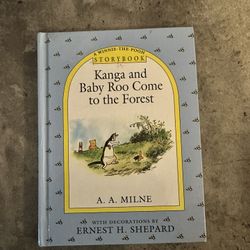 A WINNIE-THE-POOH
STORYBOOK
Kanga and
Baby Roo Come
to the Forest
A. A. MILNE
WITH DECORATIONS BY
ERNEST H. SHEPARD